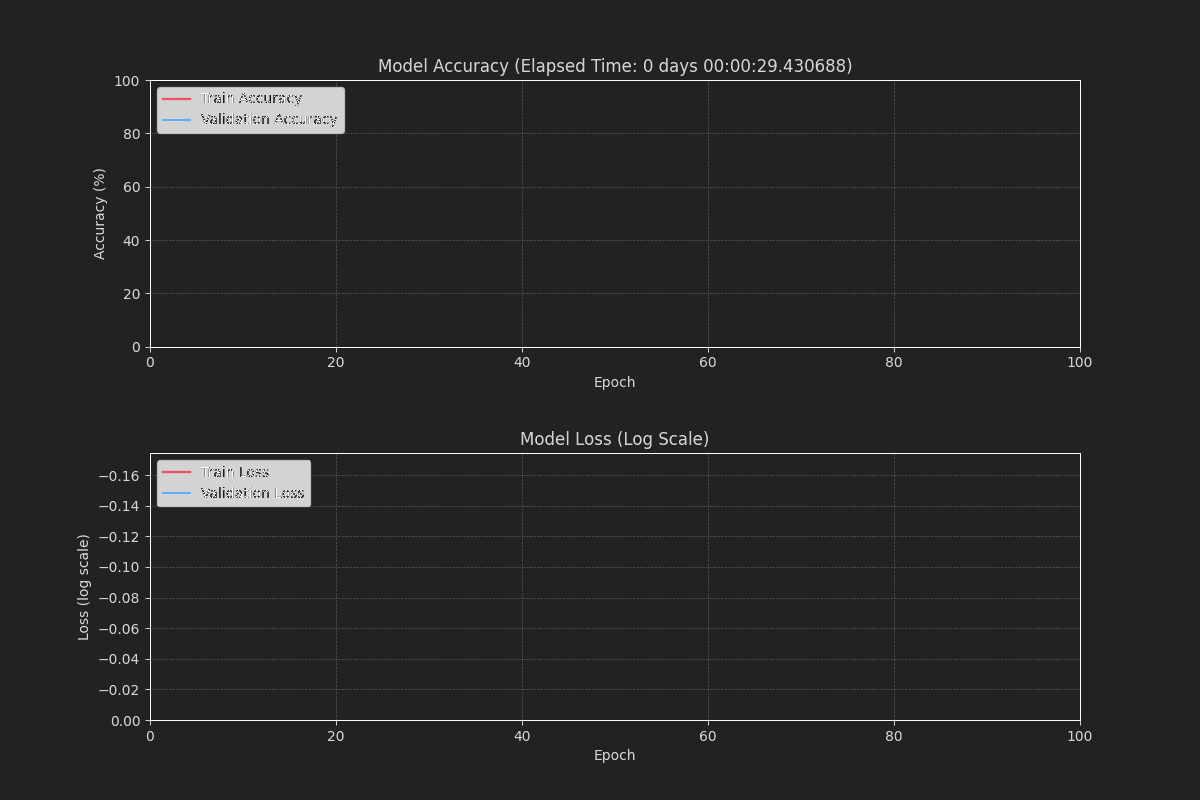 Model Accuracy (Elapsed Time: 0 days 00:00:29.430688)
100
80
60
40
20
0
Accuracy (%)
Train Accuracy
Validation Accuracy
0 20 40 60 80 100
Epoch
Model Loss (Log Scale)
−0.16
−0.14
−0.12
−0.10
−0.08
−0.06
−0.04
−0.02
0.00
Loss (log scale)
Train Loss
Validation Loss
0 20 40 60 80 100
Epoch